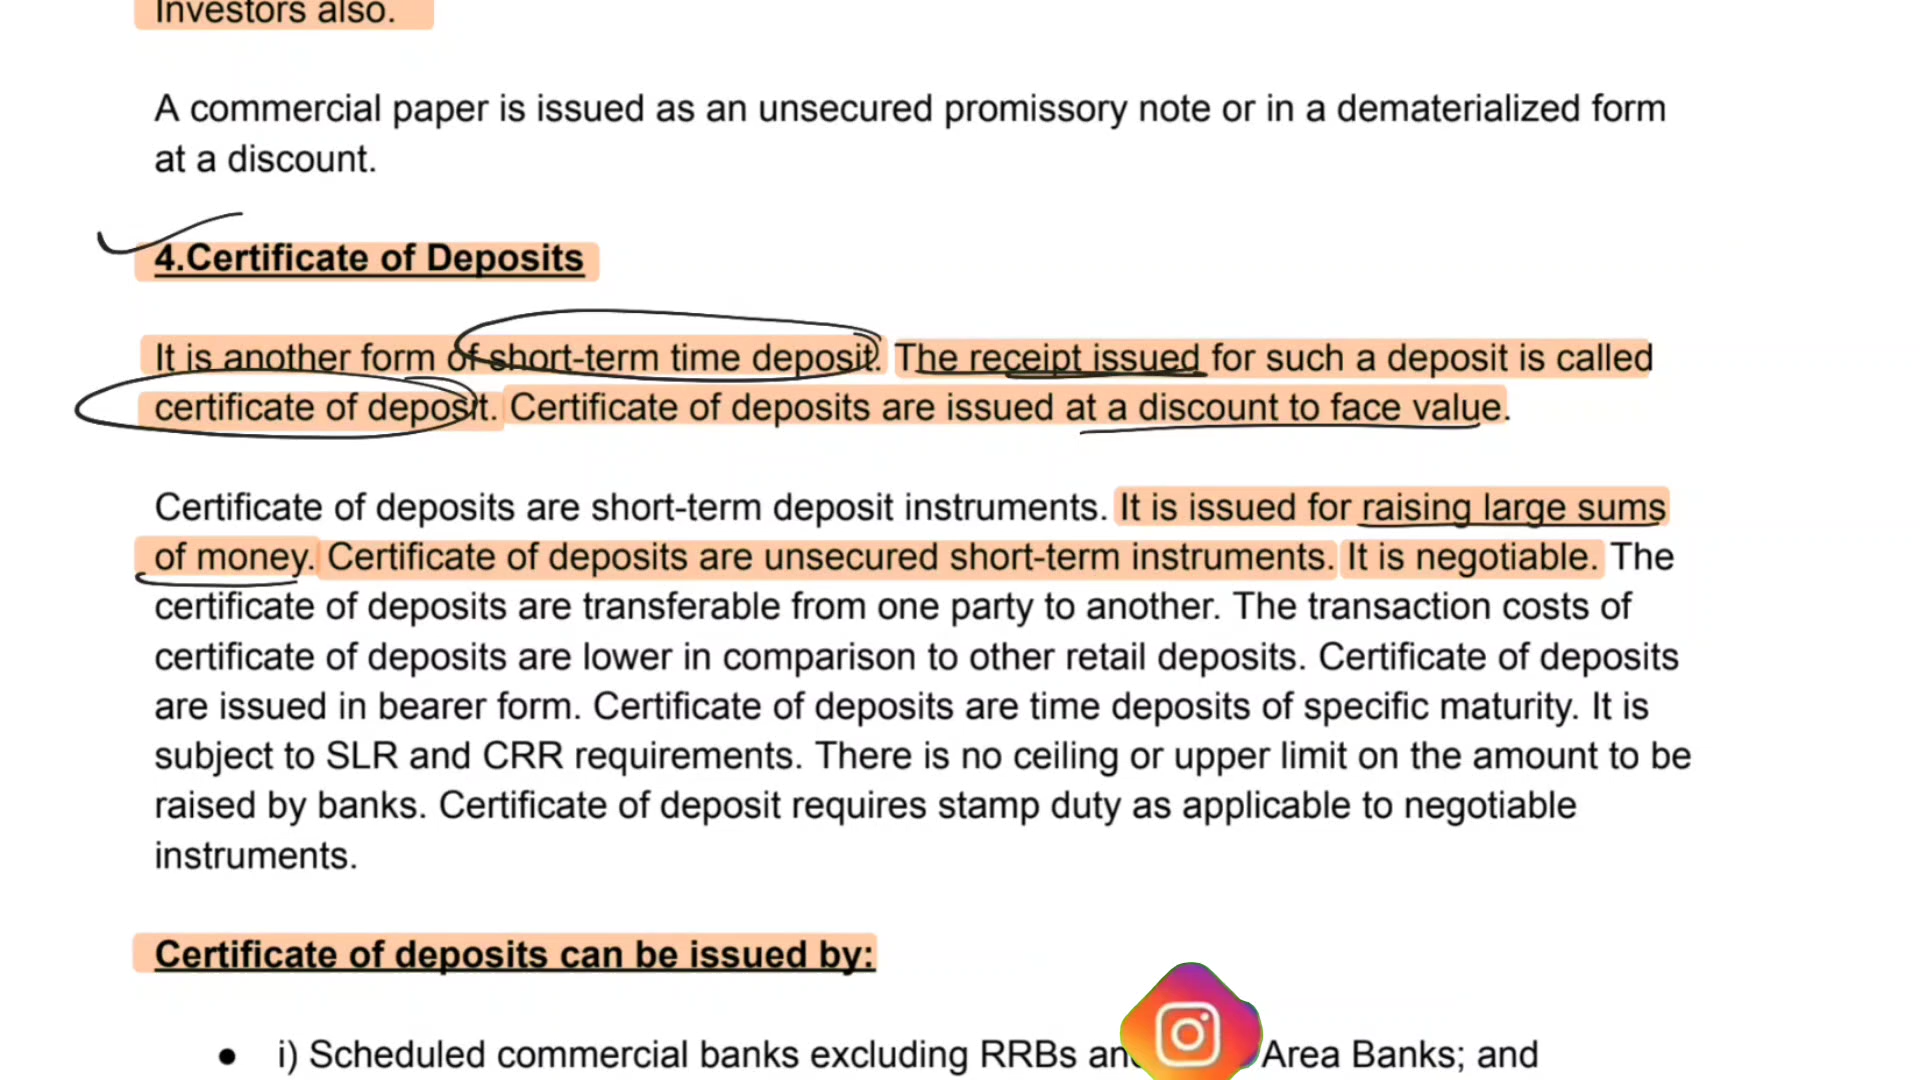 Investors also.
A commercial paper is issued as an unsecured promissory note or in a dematerialized form
at a discount.
4.Certificate of Deposits
It is another form of short-term time deposit. The receipt issued for such a deposit is called
certificate of deposit. Certificate of deposits are issued at a discount to face value.
Certificate of deposits are short-term deposit instruments. It is issued for raising large sums
of money. Certificate of deposits are unsecured short-term instruments. It is negotiable. The
certificate of deposits are transferable from one party to another. The transaction costs of
certificate of deposits are lower in comparison to other retail deposits. Certificate of deposits
are issued in bearer form. Certificate of deposits are time deposits of specific maturity. It is
subject to SLR and CRR requirements. There is no ceiling or upper limit on the amount to be
raised by banks. Certificate of deposit requires stamp duty as applicable to negotiable
instruments.
Certificate of deposits can be issued by:
● i) Scheduled commercial banks excluding RRBs Area Banks; and